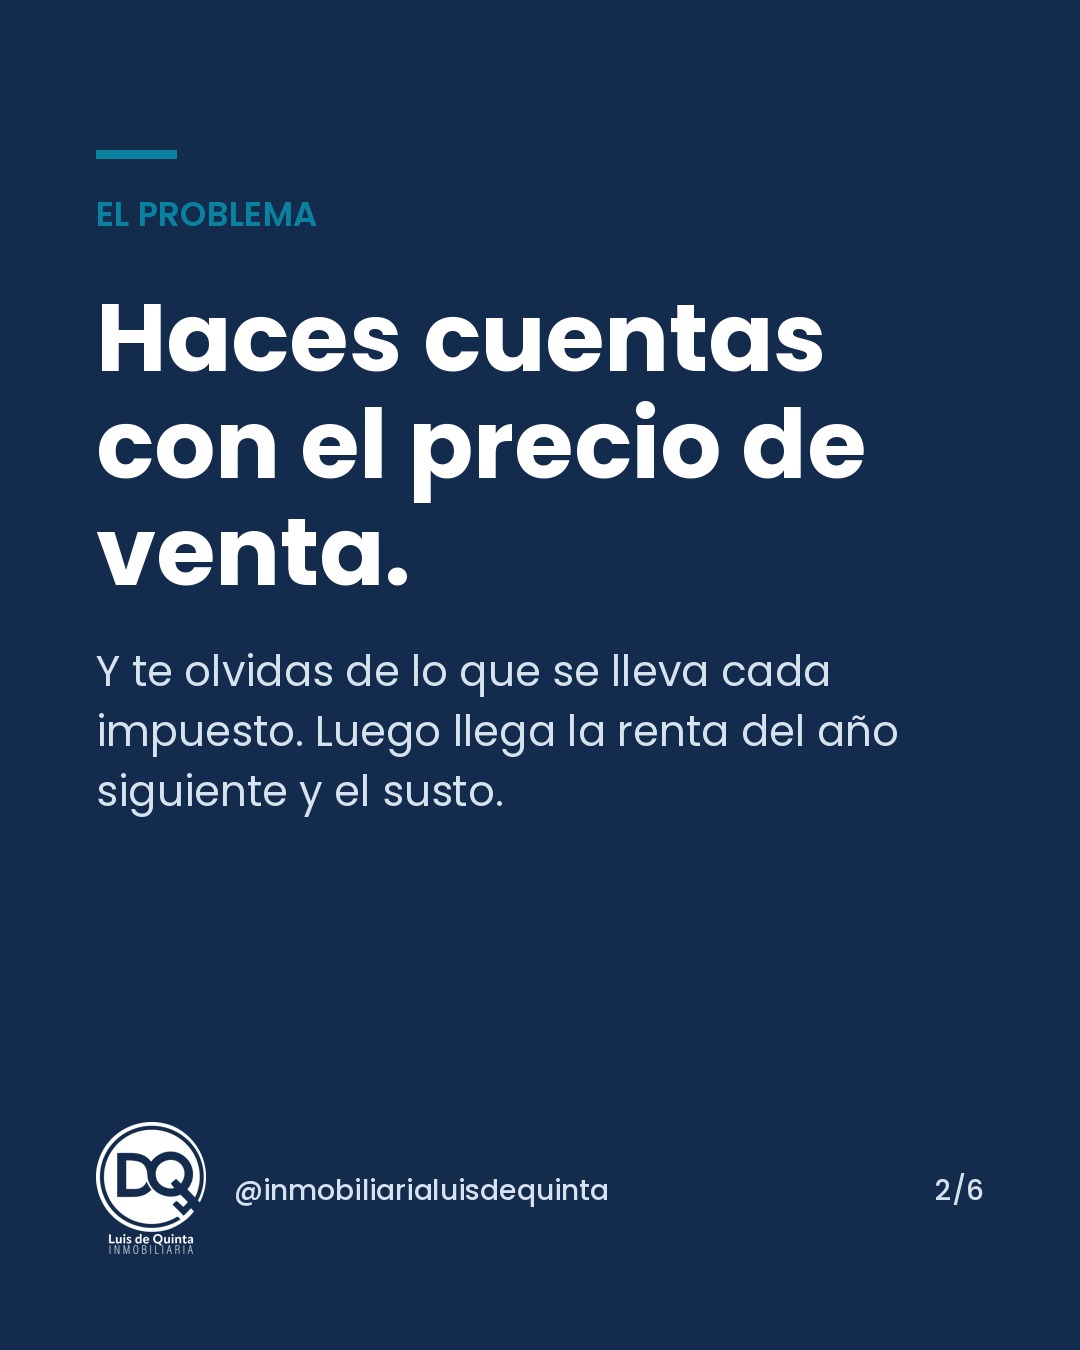 EL PROBLEMA
Haces cuentas
con el precio de
venta.
Y te olvidas de lo que se lleva cada
impuesto. Luego llega la renta del año
siguiente y el susto.
DQ
Luis de Quinta
INMOBILIARIA
@inmobiliarialuisdequinta
2/6